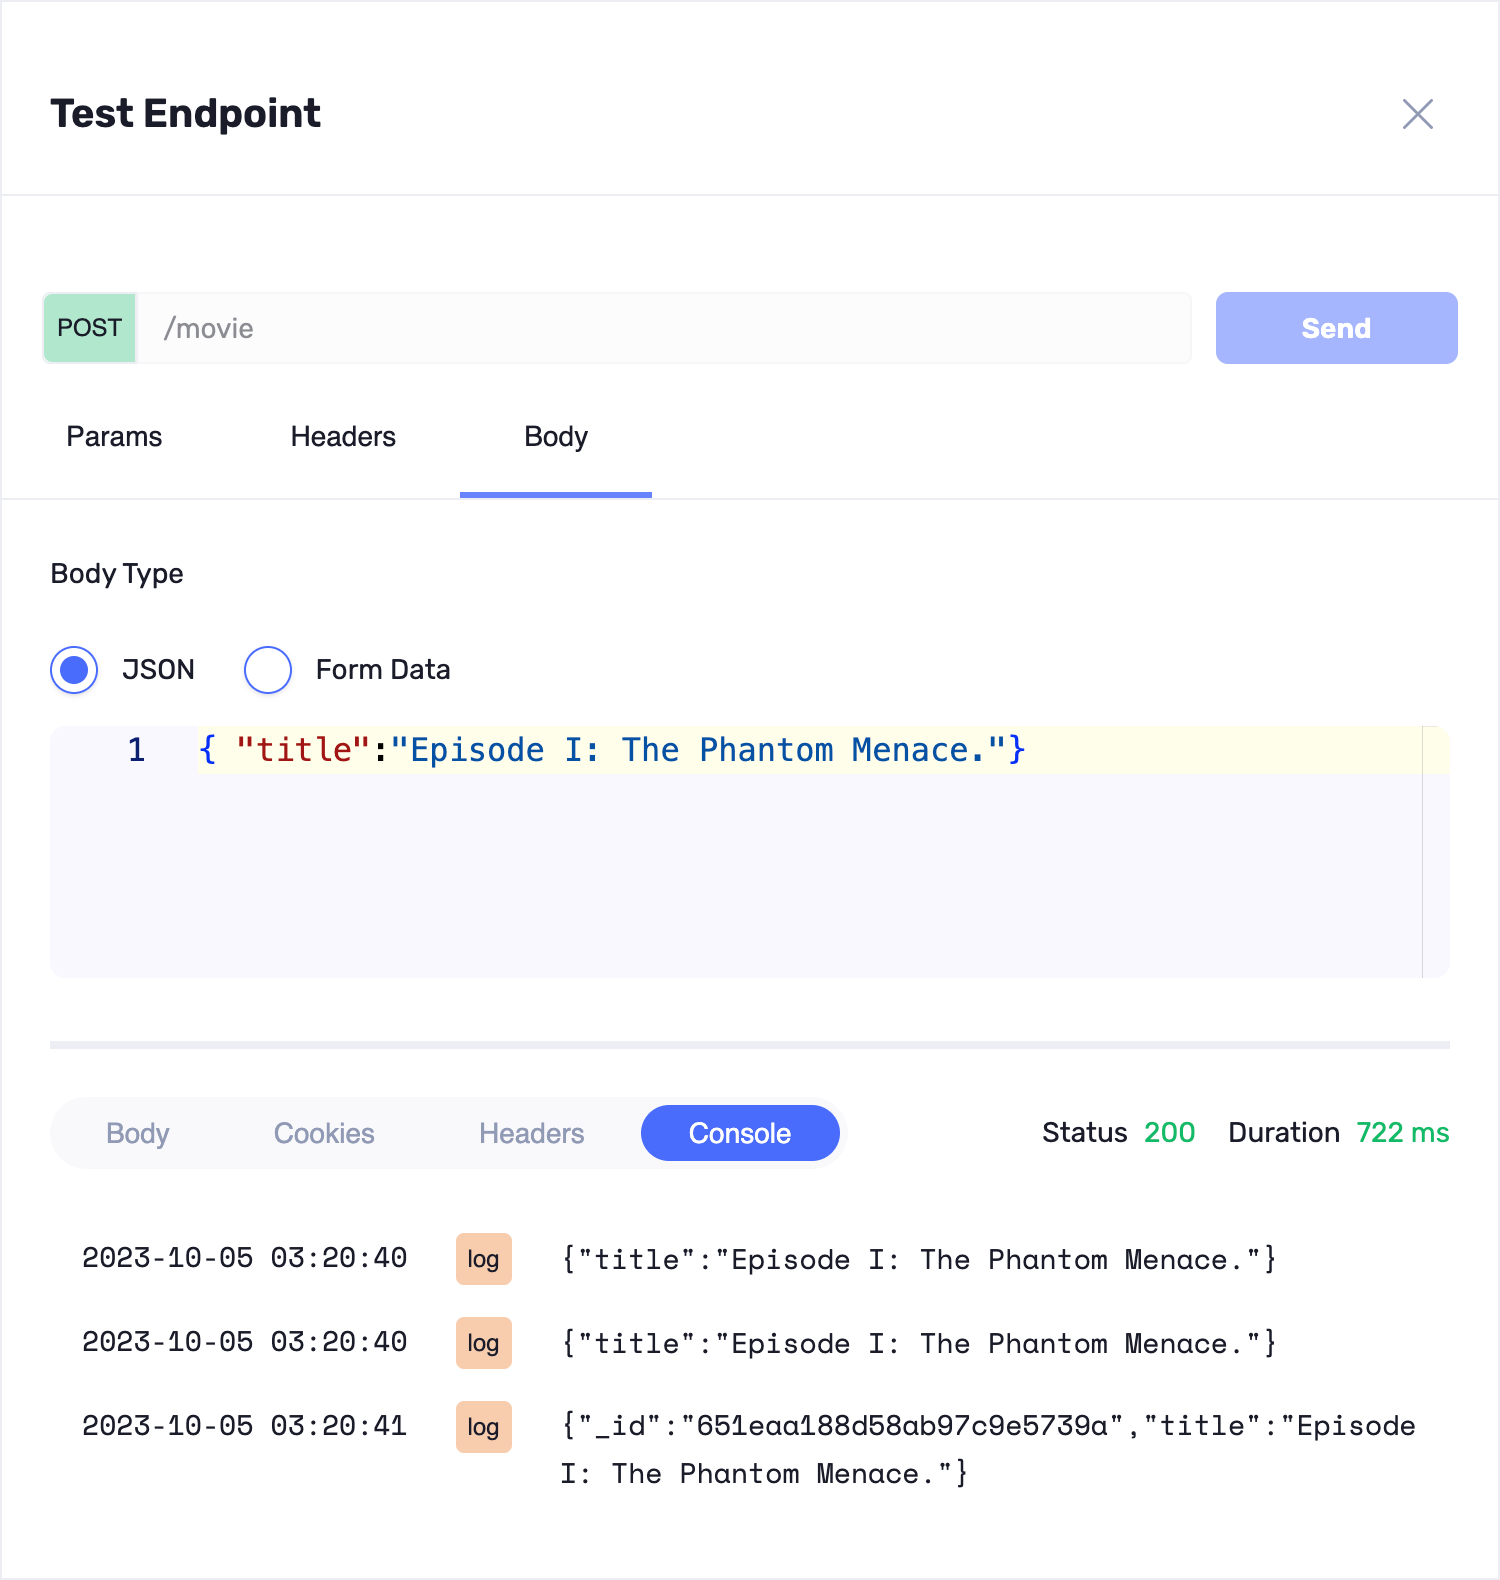 Test Endpoint
POST /movie Send
Params Headers Body
Body Type
JSON Form Data
1 { "title":"Episode I: The Phantom Menace."}
Body Cookies Headers Console Status 200 Duration 722 ms
2023-10-05 03:20:40 log {"title":"Episode I: The Phantom Menace."}
2023-10-05 03:20:40 log {"title":"Episode I: The Phantom Menace."}
2023-10-05 03:20:41 log {"_id":"651eaa188d58ab97c9e5739a","title":"Episode
I: The Phantom Menace."}